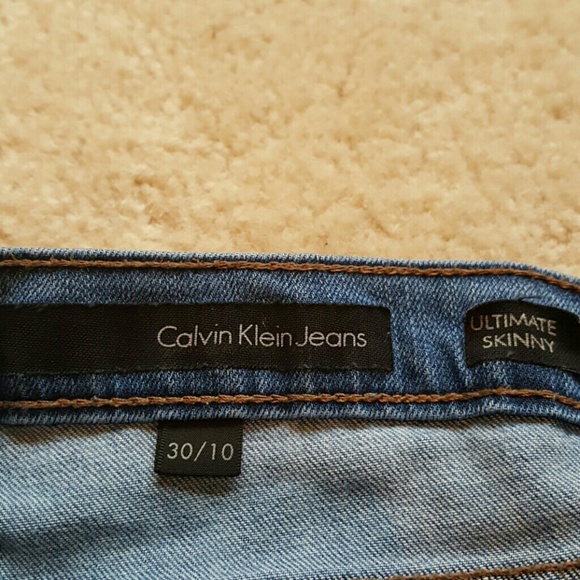 Calvin Klein Jeans
ULTIMATE
SKINNY
30/10